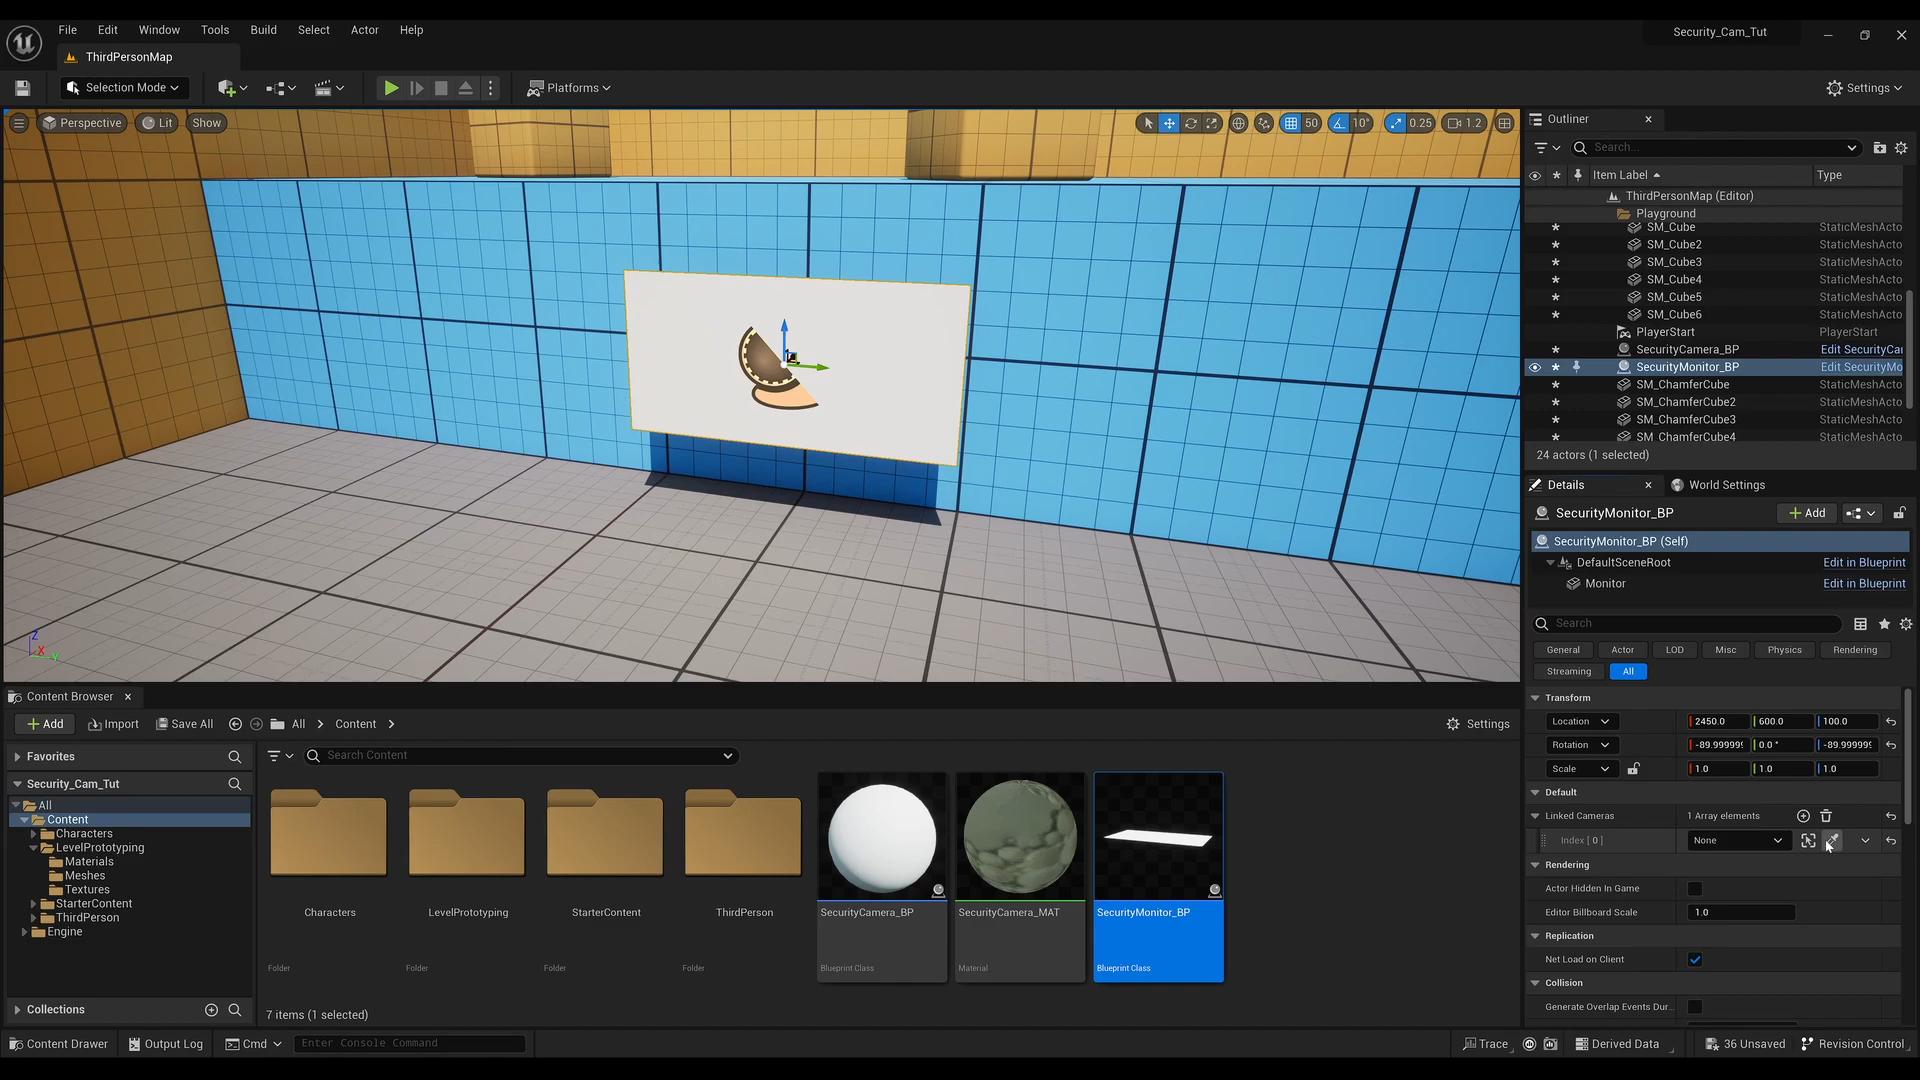 File Edit Window Tools Build Select Actor Help
Security_Cam_Tut
ThirdPersonMap
Selection Mode
Platforms
Settings
Perspective Lit Show
50 10° 0.25 1.2
Z
X
Y
Outliner
Search...
Item Label Type
ThirdPersonMap (Editor)
Playground
SM_Cube StaticMeshActo
SM_Cube2 StaticMeshActo
SM_Cube3 StaticMeshActo
SM_Cube4 StaticMeshActo
SM_Cube5 StaticMeshActo
SM_Cube6 StaticMeshActo
PlayerStart PlayerStart
SecurityCamera_BP Edit SecurityCar
SecurityMonitor_BP Edit SecurityMo
SM_ChamferCube StaticMeshActo
SM_ChamferCube2 StaticMeshActo
SM_ChamferCube3 StaticMeshActo
SM_ChamferCube4 StaticMeshActo
24 actors (1 selected)
Details World Settings
SecurityMonitor_BP Add
SecurityMonitor_BP (Self)
DefaultSceneRoot Edit in Blueprint
Monitor Edit in Blueprint
Search
General Actor LOD Misc Physics Rendering
Streaming All
Transform
Location 2450.0 600.0 100.0
Rotation -89.999999 0.0 ° -89.999999
Scale 1.0 1.0 1.0
Default
Linked Cameras 1 Array elements
Index [ 0 ] None
Rendering
Actor Hidden In Game
Editor Billboard Scale 1.0
Replication
Net Load on Client
Collision
Generate Overlap Events Dur...
Content Browser
Add Import Save All All Content Settings
Favorites
Search Content
Security_Cam_Tut
All
Content
Characters
LevelPrototyping
Materials
Meshes
Textures
StarterContent
ThirdPerson
Engine
Collections
Characters LevelPrototyping StarterContent ThirdPerson SecurityCamera_BP SecurityCamera_MAT SecurityMonitor_BP
Folder Folder Folder Folder Blueprint Class Material Blueprint Class
7 items (1 selected)
Content Drawer Output Log Cmd Enter Console Command Trace Derived Data 36 Unsaved Revision Control